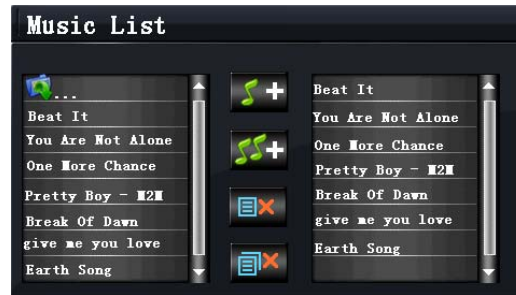 Music List
...
Beat It
You Are Not Alone
One More Chance
Pretty Boy - M2M
Break Of Dawn
give me you love
Earth Song
Beat It
You Are Not Alone
One More Chance
Pretty Boy - M2M
Break Of Dawn
give me you love
Earth Song